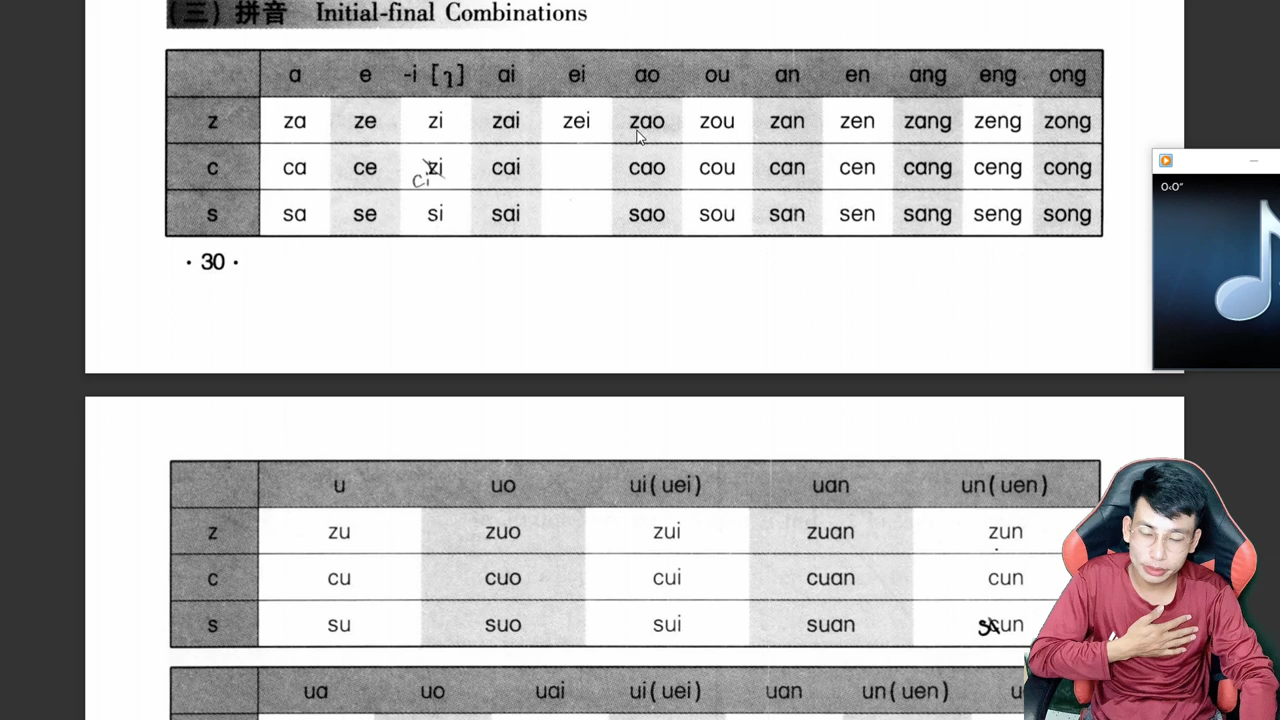 (三) 拼音 Initial-final Combinations
a e -i [ʅ] ai ei ao ou an en ang eng ong
z za ze zi zai zei zao zou zan zen zang zeng zong
c ca ce zi cai cao cou can cen cang ceng cong
ci
s sa se si sai sao sou san sen sang seng song
· 30 ·
0‹0"
u uo ui(uei) uan un(uen)
z zu zuo zui zuan zun
c cu cuo cui cuan cun
s su suo sui suan sun
ua uo uai ui(uei) uan un(uen)